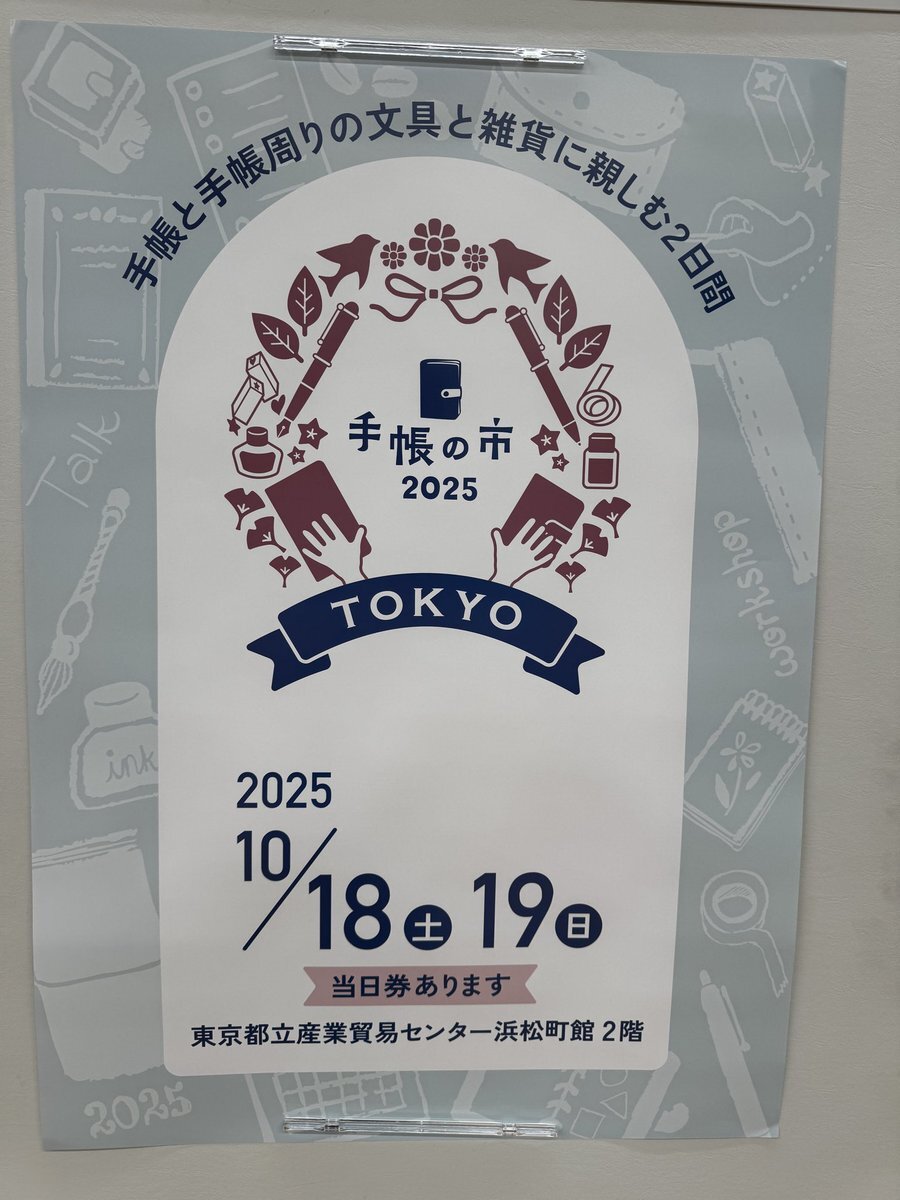 手帳と手帳周りの文具と雑貨に親しむ2日間
手帳の市
2025
TOKYO
Talk
workshop
ink
2025
10/18土 19日
当日券あります
東京都立産業貿易センター浜松町館 2階
2025